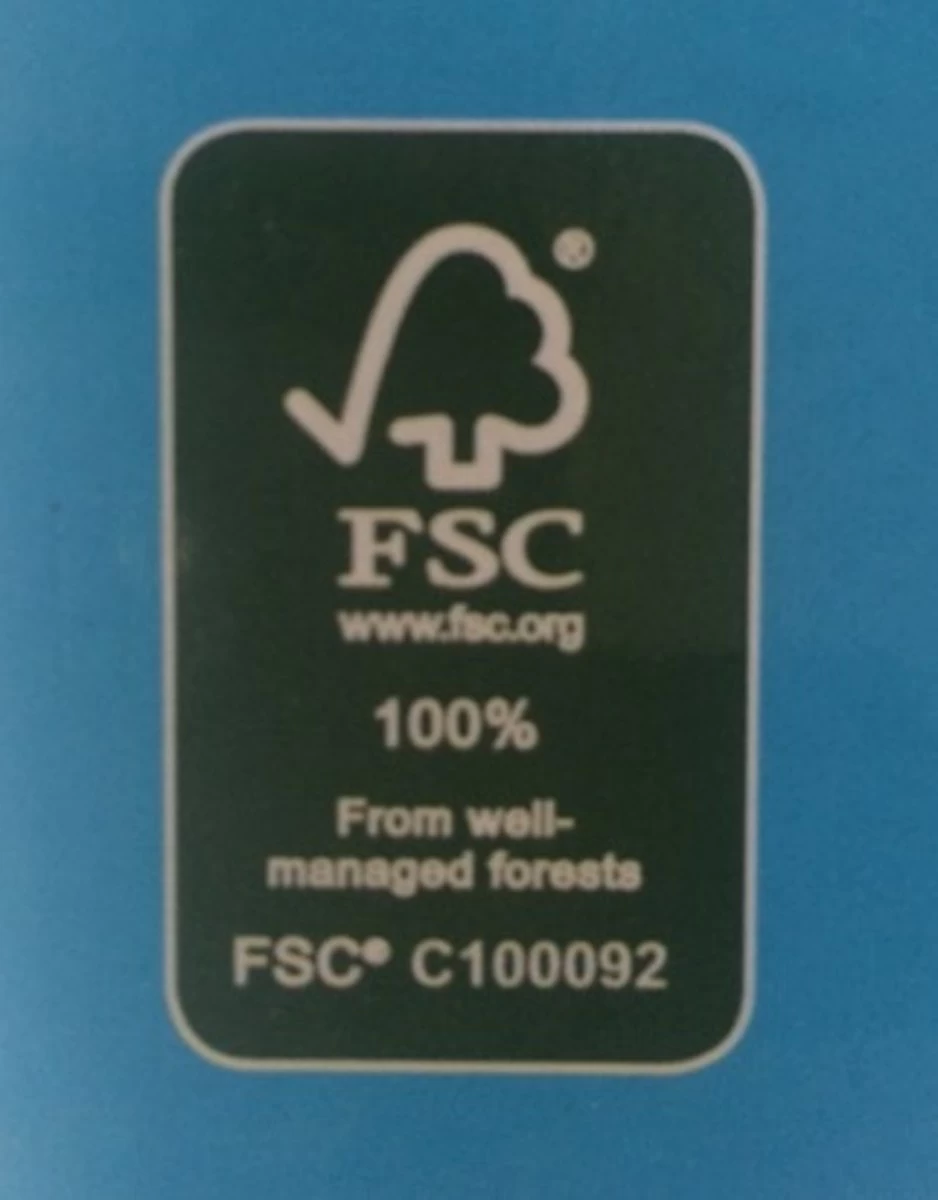 ®
FSC
www.fsc.org
100%
From well-
managed forests
FSC® C100092